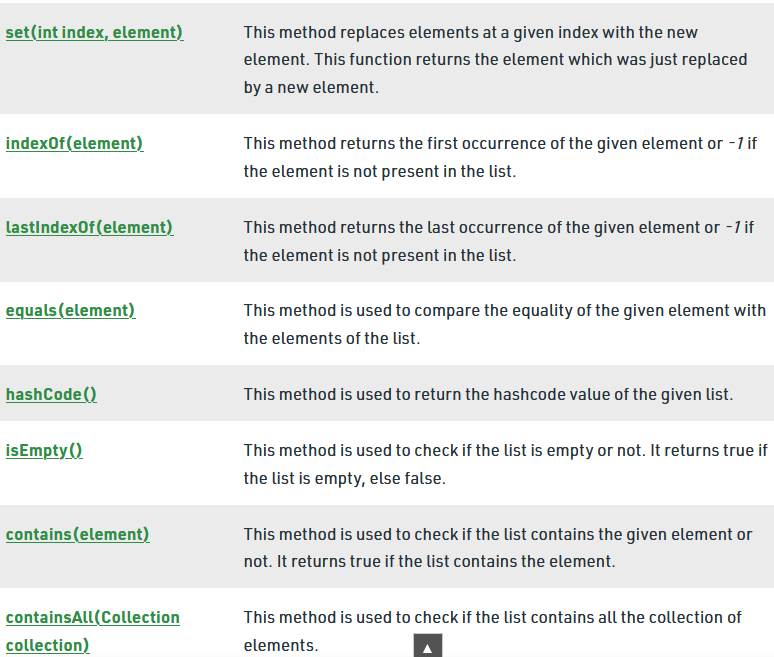 set(int index, element)
This method replaces elements at a given index with the new
element. This function returns the element which was just replaced
by a new element.
indexOf(element)
This method returns the first occurrence of the given element or -1 if
the element is not present in the list.
lastIndexOf(element)
This method returns the last occurrence of the given element or -1 if
the element is not present in the list.
equals(element)
This method is used to compare the equality of the given element with
the elements of the list.
hashCode()
This method is used to return the hashcode value of the given list.
isEmpty()
This method is used to check if the list is empty or not. It returns true if
the list is empty, else false.
contains(element)
This method is used to check if the list contains the given element or
not. It returns true if the list contains the element.
containsAll(Collection
collection)
This method is used to check if the list contains all the collection of
elements.